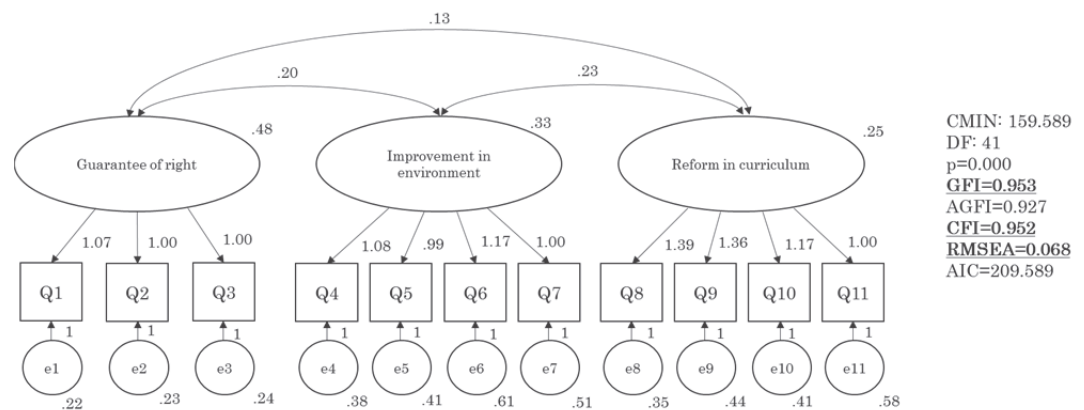 .13
.20
.23
.48
.33
.25
Guarantee of right
Improvement in
environment
Reform in curriculum
1.07
1.00
1.00
1.08
.99
1.17
1.00
1.39
1.36
1.17
1.00
Q1
Q2
Q3
Q4
Q5
Q6
Q7
Q8
Q9
Q10
Q11
1
1
1
1
1
1
1
1
1
1
1
e1
e2
e3
e4
e5
e6
e7
e8
e9
e10
e11
.22
.23
.24
.38
.41
.61
.51
.35
.44
.41
.58
CMIN: 159.589
DF: 41
p=0.000
GFI=0.953
AGFI=0.927
CFI=0.952
RMSEA=0.068
AIC=209.589